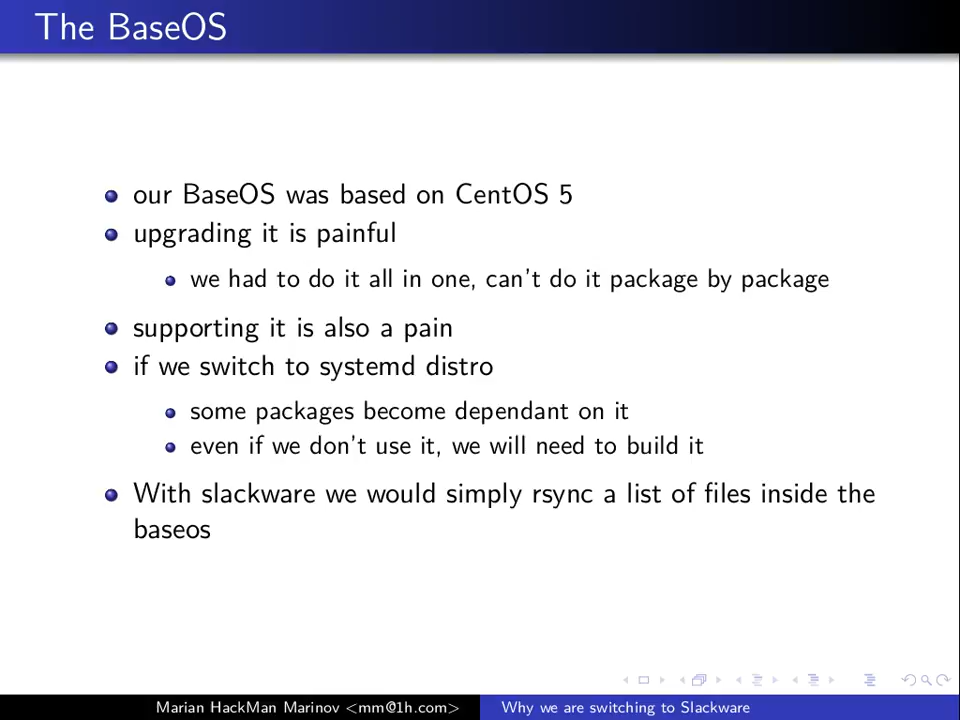 The BaseOS
our BaseOS was based on CentOS 5
upgrading it is painful
we had to do it all in one, can't do it package by package
supporting it is also a pain
if we switch to systemd distro
some packages become dependant on it
even if we don't use it, we will need to build it
With slackware we would simply rsync a list of files inside the
baseos
Marian HackMan Marinov <mm@1h.com>
Why we are switching to Slackware